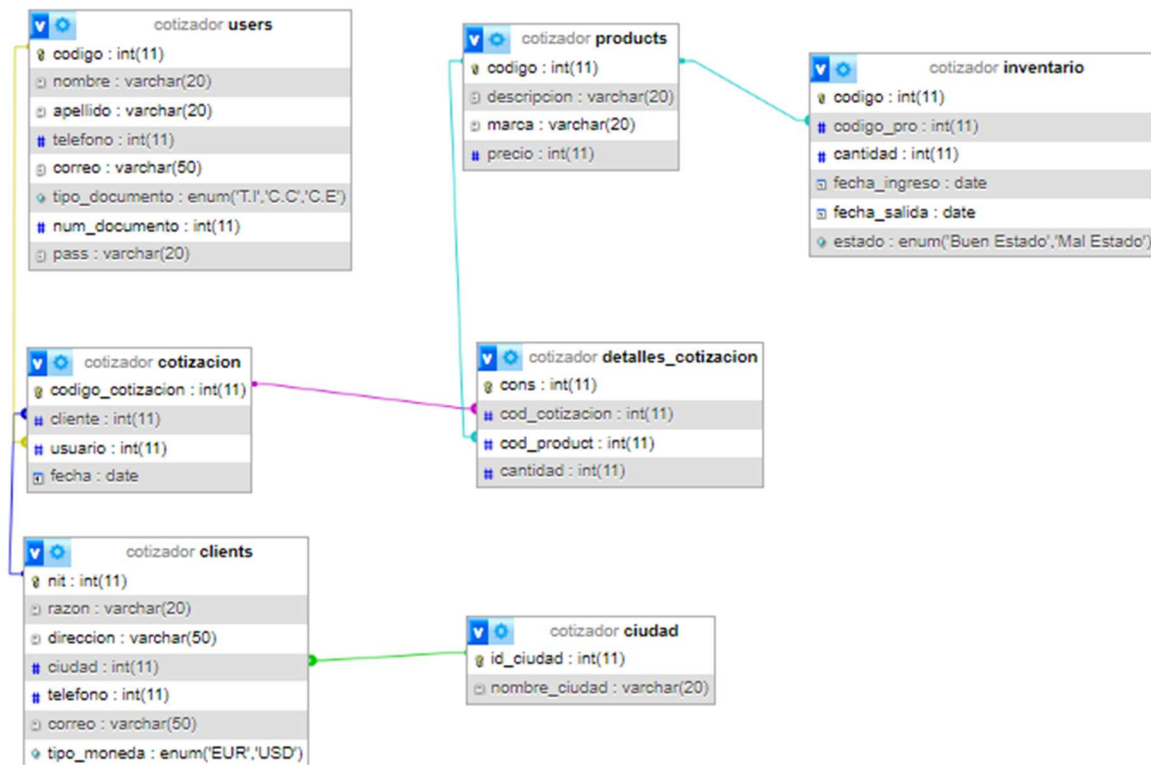 cotizador users
codigo : int(11)
nombre : varchar(20)
apellido : varchar(20)
# telefono : int(11)
correo : varchar(50)
tipo_documento : enum('T.I','C.C','C.E')
# num_documento : int(11)
pass : varchar(20)
cotizador products
codigo : int(11)
descripcion : varchar(20)
marca : varchar(20)
# precio : int(11)
cotizador inventario
codigo : int(11)
# codigo_pro : int(11)
# cantidad : int(11)
fecha_ingreso : date
fecha_salida : date
estado : enum('Buen Estado','Mal Estado')
cotizador cotizacion
codigo_cotizacion : int(11)
# cliente : int(11)
# usuario : int(11)
fecha : date
cotizador detalles_cotizacion
cons : int(11)
# cod_cotizacion : int(11)
# cod_product : int(11)
# cantidad : int(11)
cotizador clients
nit : int(11)
razon : varchar(20)
direccion : varchar(50)
# ciudad : int(11)
# telefono : int(11)
correo : varchar(50)
tipo_moneda : enum('EUR','USD')
cotizador ciudad
id_ciudad : int(11)
nombre_ciudad : varchar(20)